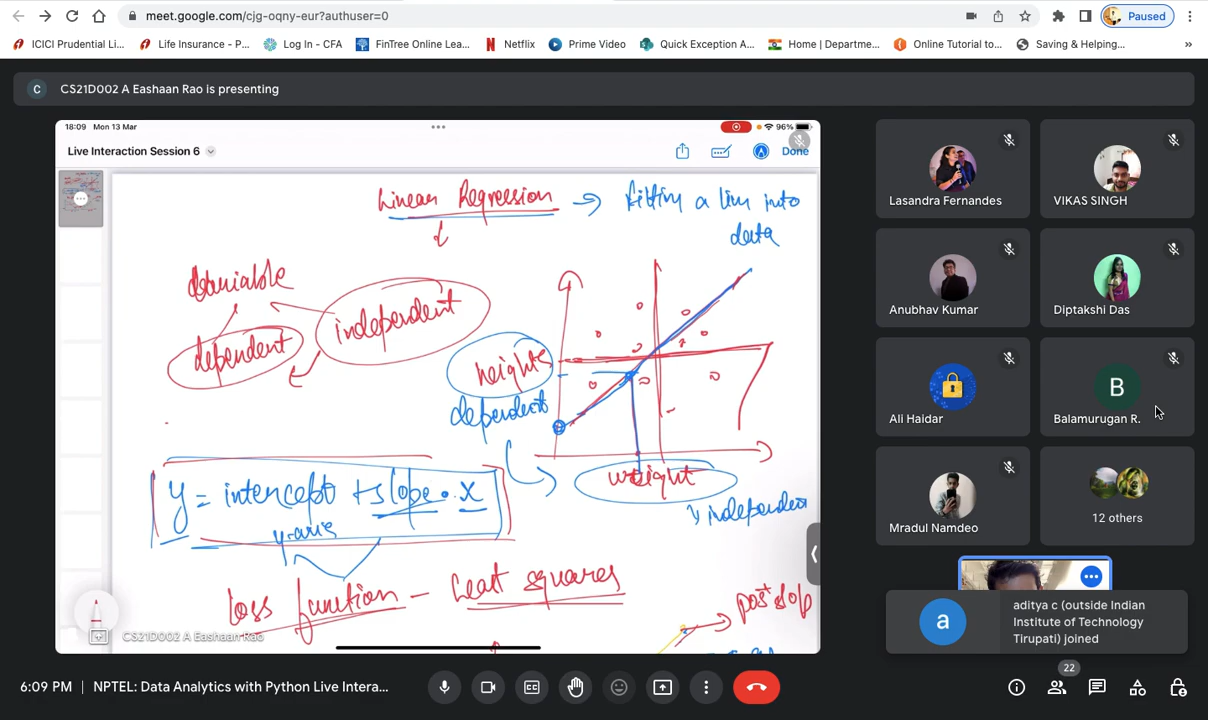 meet.google.com/cjg-oqny-eur?authuser=0
Paused
ICICI Prudential Li...
Life Insurance - P...
Log In - CFA
FinTree Online Lea...
Netflix
Prime Video
Quick Exception A...
Home | Departme...
Online Tutorial to...
Saving & Helping...
»
C
CS21D002 A Eashaan Rao is presenting
18:09 Mon 13 Mar
96%
Live Interaction Session 6
Done
Linear Regression → fitting a line into
data
variable
dependent
independent
heights
dependent
weight
independent
y = intercept + slope . x
y-axis
loss function - Least squares
CS21D002 A Eashaan Rao
Lasandra Fernandes
VIKAS SINGH
Anubhav Kumar
Diptakshi Das
Ali Haidar
B
Balamurugan R.
Mradul Namdeo
12 others
a
aditya c (outside Indian
Institute of Technology
Tirupati) joined
22
6:09 PM | NPTEL: Data Analytics with Python Live Intera...